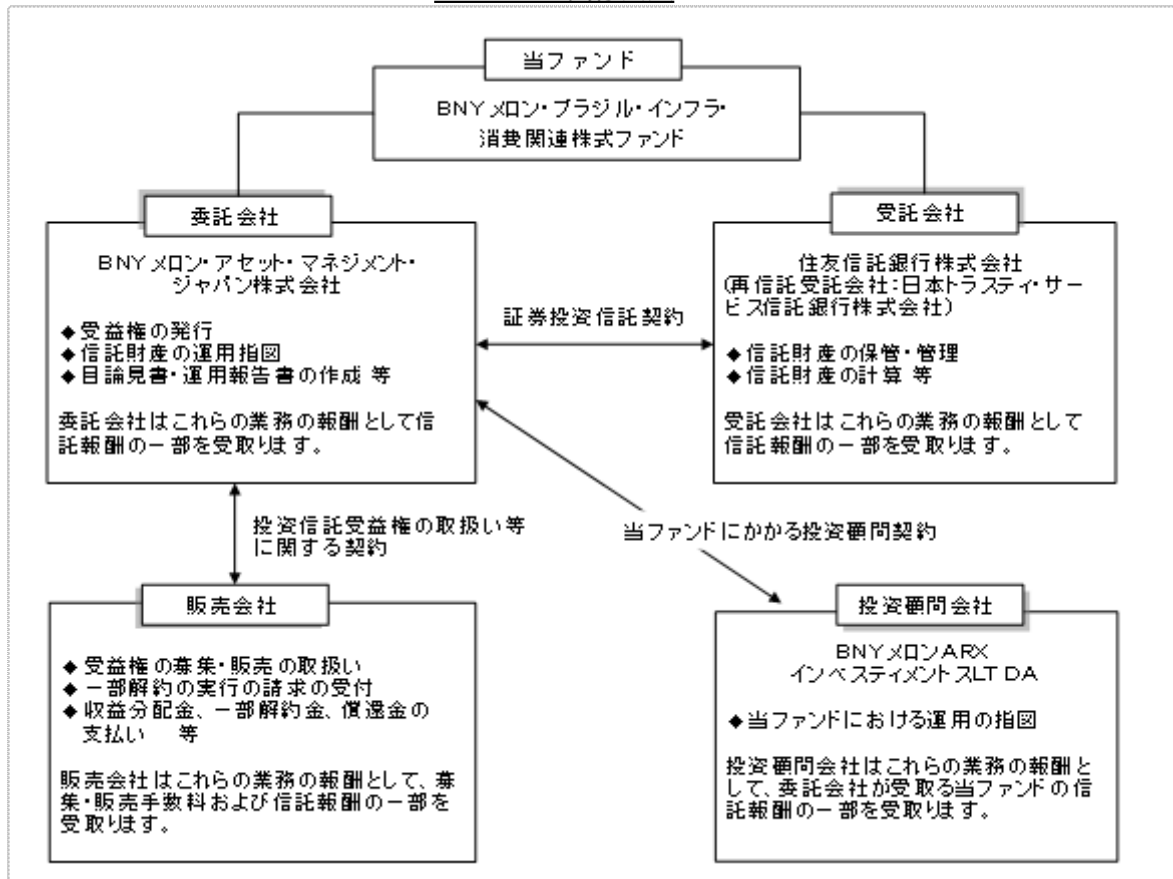 当ファンド
BNYメロン・ブラジル・インフラ・
消費関連株式ファンド
委託会社
BNYメロン・アセット・マネジメント・
ジャパン株式会社
◆受益権の発行
◆信託財産の運用指図
◆目論見書・運用報告書の作成 等
委託会社はこれらの業務の報酬として信
託報酬の一部を受取ります。
証券投資信託契約
受託会社
住友信託銀行株式会社
(再信託受託会社:日本トラスティ・サー
ビス信託銀行株式会社)
◆信託財産の保管・管理
◆信託財産の計算 等
受託会社はこれらの業務の報酬として
信託報酬の一部を受取ります。
投資信託受益権の取扱い等
に関する契約
当ファンドにかかる投資顧問契約
販売会社
◆受益権の募集・販売の取扱い
◆一部解約の実行の請求の受付
◆収益分配金、一部解約金、償還金の
支払い 等
販売会社はこれらの業務の報酬として、募
集・販売手数料および信託報酬の一部を
受取ります。
投資顧問会社
BNYメロンARX
インベスティメントスLTDA
◆当ファンドにおける運用の指図
投資顧問会社はこれらの業務の報酬と
して、委託会社が受取る当ファンドの信
託報酬の一部を受取ります。